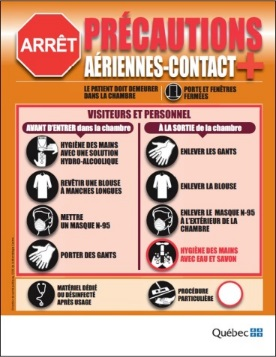 ARRÊT
PRÉCAUTIONS
AÉRIENNES-CONTACT+
LE PATIENT DOIT DEMEURER
DANS LA CHAMBRE
PORTE ET FENÊTRES
FERMÉES
VISITEURS ET PERSONNEL
AVANT D'ENTRER dans la chambre
HYGIÈNE DES MAINS
AVEC UNE SOLUTION
HYDRO-ALCOOLIQUE
REVÊTIR UNE BLOUSE
À MANCHES LONGUES
METTRE
UN MASQUE N-95
PORTER DES GANTS
À LA SORTIE de la chambre
ENLEVER LES GANTS
ENLEVER LA BLOUSE
ENLEVER LE MASQUE N-95
À L'EXTÉRIEUR DE LA
CHAMBRE
HYGIÈNE DES MAINS
AVEC EAU ET SAVON
MATÉRIEL DÉDIÉ
OU DÉSINFECTÉ
APRÈS USAGE
PROCÉDURE
PARTICULIÈRE
Québec